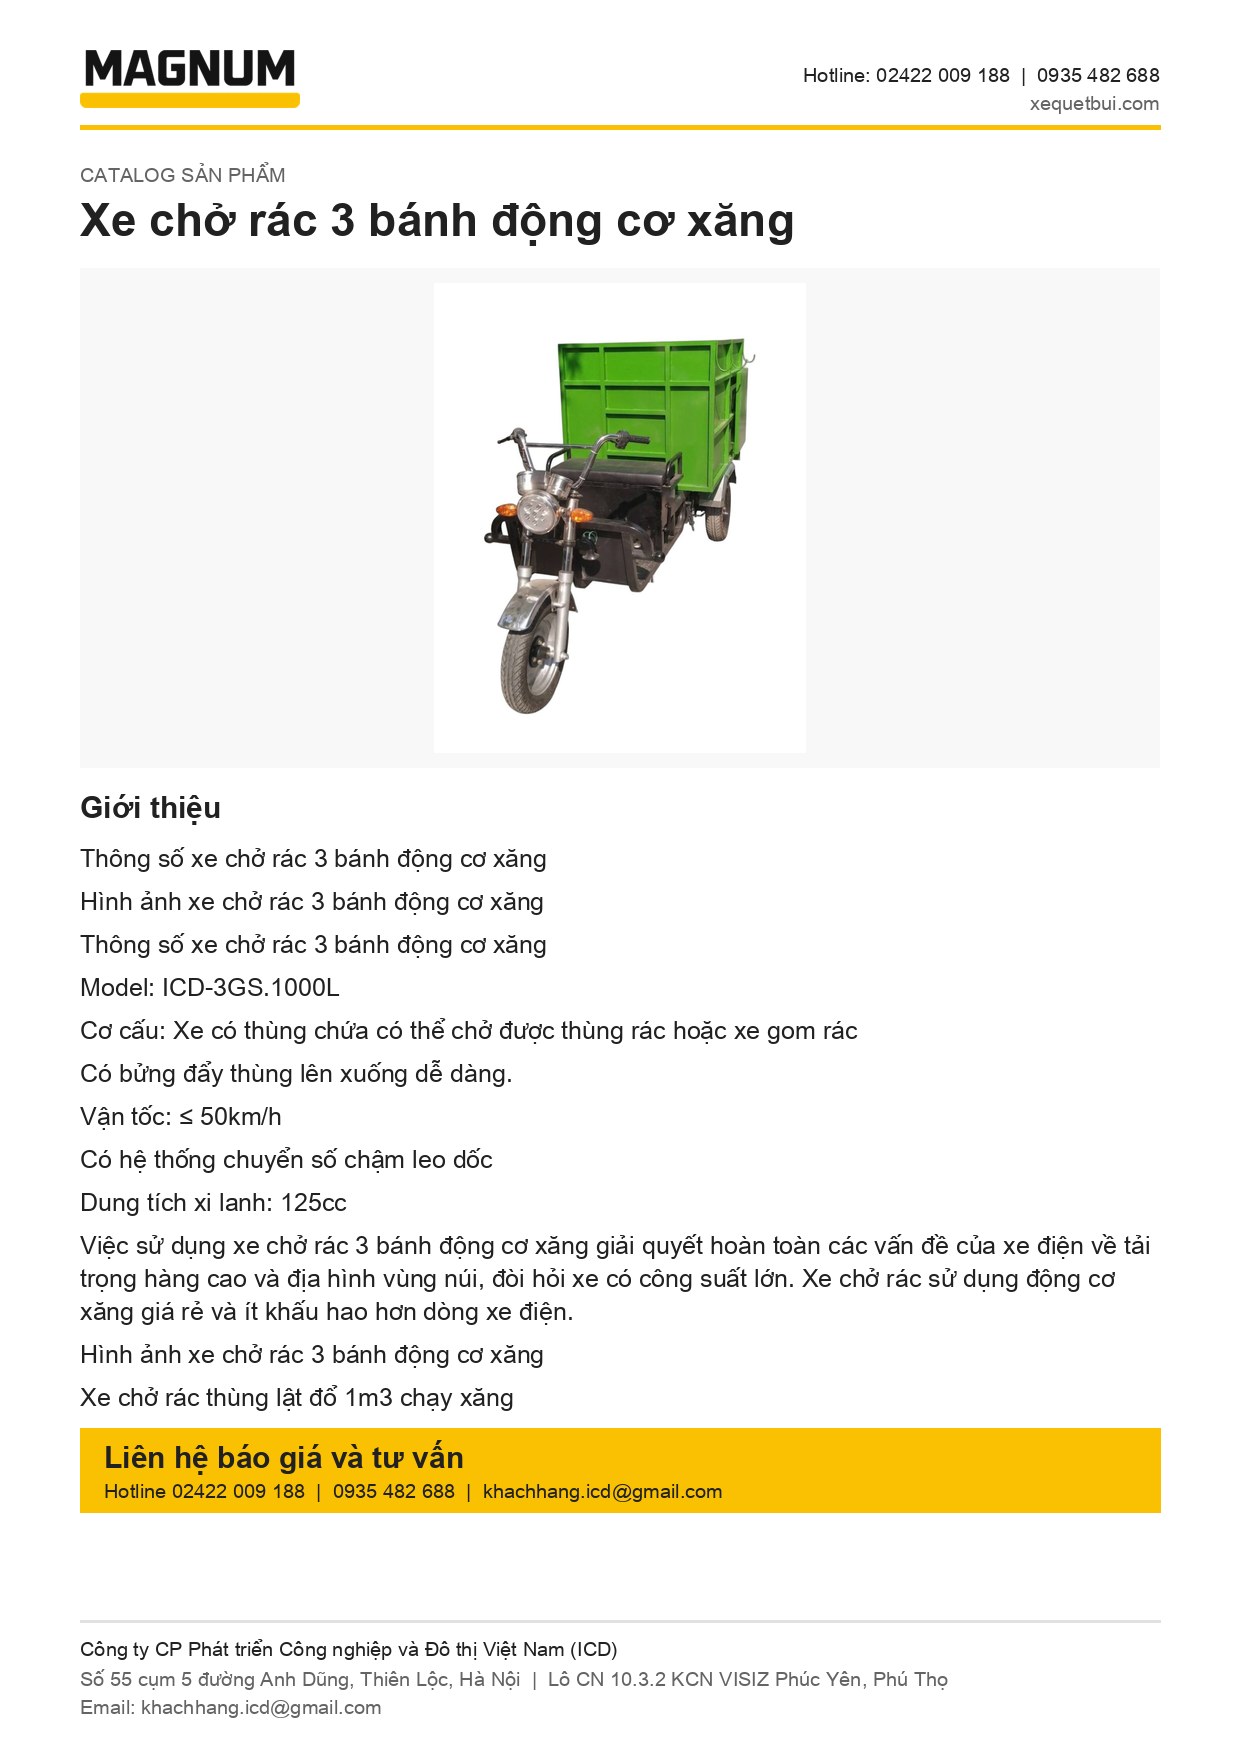 MAGNUM
Hotline: 02422 009 188 | 0935 482 688
xequetbui.com
CATALOG SẢN PHẨM
Xe chở rác 3 bánh động cơ xăng
Giới thiệu
Thông số xe chở rác 3 bánh động cơ xăng
Hình ảnh xe chở rác 3 bánh động cơ xăng
Thông số xe chở rác 3 bánh động cơ xăng
Model: ICD-3GS.1000L
Cơ cấu: Xe có thùng chứa có thể chở được thùng rác hoặc xe gom rác
Có bửng đẩy thùng lên xuống dễ dàng.
Vận tốc: ≤ 50km/h
Có hệ thống chuyển số chậm leo dốc
Dung tích xi lanh: 125cc
Việc sử dụng xe chở rác 3 bánh động cơ xăng giải quyết hoàn toàn các vấn đề của xe điện về tải
trọng hàng cao và địa hình vùng núi, đòi hỏi xe có công suất lớn. Xe chở rác sử dụng động cơ
xăng giá rẻ và ít khấu hao hơn dòng xe điện.
Hình ảnh xe chở rác 3 bánh động cơ xăng
Xe chở rác thùng lật đổ 1m3 chạy xăng
Liên hệ báo giá và tư vấn
Hotline 02422 009 188 | 0935 482 688 | khachhang.icd@gmail.com
Công ty CP Phát triển Công nghiệp và Đô thị Việt Nam (ICD)
Số 55 cụm 5 đường Anh Dũng, Thiên Lộc, Hà Nội | Lô CN 10.3.2 KCN VISIZ Phúc Yên, Phú Thọ
Email: khachhang.icd@gmail.com